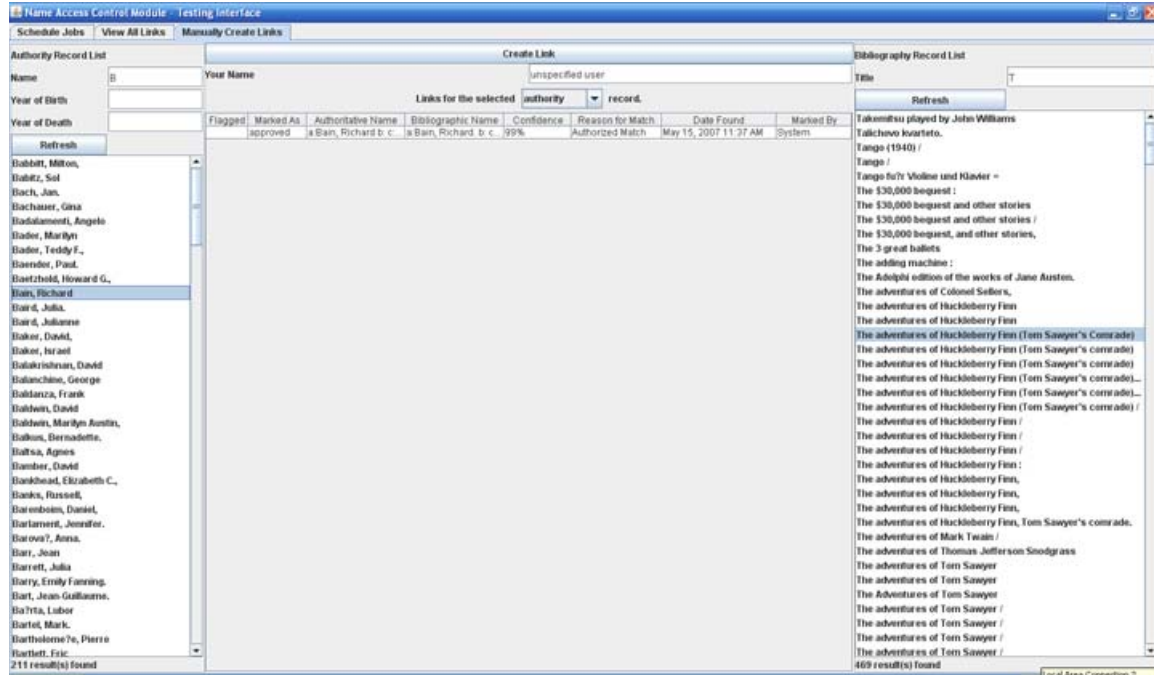 Name Access Control Module - Testing Interface
Schedule Jobs View All Links Manually Create Links
Authority Record List
Name B
Year of Birth
Year of Death
Refresh
Babbitt, Milton,
Babitz, Sol
Bach, Jan.
Bachauer, Gina
Badalamenti, Angelo
Bader, Marilyn
Bader, Teddy F.,
Baender, Paul.
Baetzhold, Howard G.,
Bain, Richard
Baird, Julia.
Baird, Julianne
Baker, David,
Baker, Israel
Balakrishnan, David
Balanchine, George
Baldanza, Frank
Baldwin, David
Baldwin, Marilyn Austin,
Balkus, Bernadette.
Baltsa, Agnes
Bamber, David
Bankhead, Elizabeth C.,
Banks, Russell,
Barenboim, Daniel,
Barlament, Jennifer.
Barova?, Anna.
Barr, Jean
Barrett, Julia
Barry, Emily Fanning.
Bart, Jean-Guillaume.
Ba?rta, Lubor
Bartel, Mark.
Bartholome?e, Pierre
Bartlett, Eric
211 result(s) found
Create Link
Your Name unspecified user
Links for the selected authority record.
Flagged Marked As Authoritative Name Bibliographic Name Confidence Reason for Match Date Found Marked By
approved a:Bain, Richard b: c... a:Bain, Richard. b: c... 99% Authorized Match May 15, 2007 11:37 AM System
Bibliography Record List
Title T
Refresh
Takemitsu played by John Williams
Talichovo kvarteto.
Tango (1940) /
Tango /
Tango fu?r Violine und Klavier =
The $30,000 bequest :
The $30,000 bequest and other stories
The $30,000 bequest and other stories /
The $30,000 bequest, and other stories,
The 3 great ballets
The adding machine :
The Adelphi edition of the works of Jane Austen.
The adventures of Colonel Sellers,
The adventures of Huckleberry Finn
The adventures of Huckleberry Finn
The adventures of Huckleberry Finn (Tom Sawyer's Comrade)
The adventures of Huckleberry Finn (Tom Sawyer's comrade)
The adventures of Huckleberry Finn (Tom Sawyer's comrade)
The adventures of Huckleberry Finn (Tom Sawyer's comrade)...
The adventures of Huckleberry Finn (Tom Sawyer's comrade)...
The adventures of Huckleberry Finn (Tom Sawyer's comrade) /
The adventures of Huckleberry Finn /
The adventures of Huckleberry Finn /
The adventures of Huckleberry Finn /
The adventures of Huckleberry Finn :
The adventures of Huckleberry Finn,
The adventures of Huckleberry Finn,
The adventures of Huckleberry Finn,
The adventures of Huckleberry Finn, Tom Sawyer's comrade.
The adventures of Mark Twain /
The adventures of Thomas Jefferson Snodgrass
The adventures of Tom Sawyer
The adventures of Tom Sawyer
The Adventures of Tom Sawyer
The adventures of Tom Sawyer /
The adventures of Tom Sawyer /
The adventures of Tom Sawyer /
The adventures of Tom Sawyer /
469 result(s) found
Local Area Connection 2